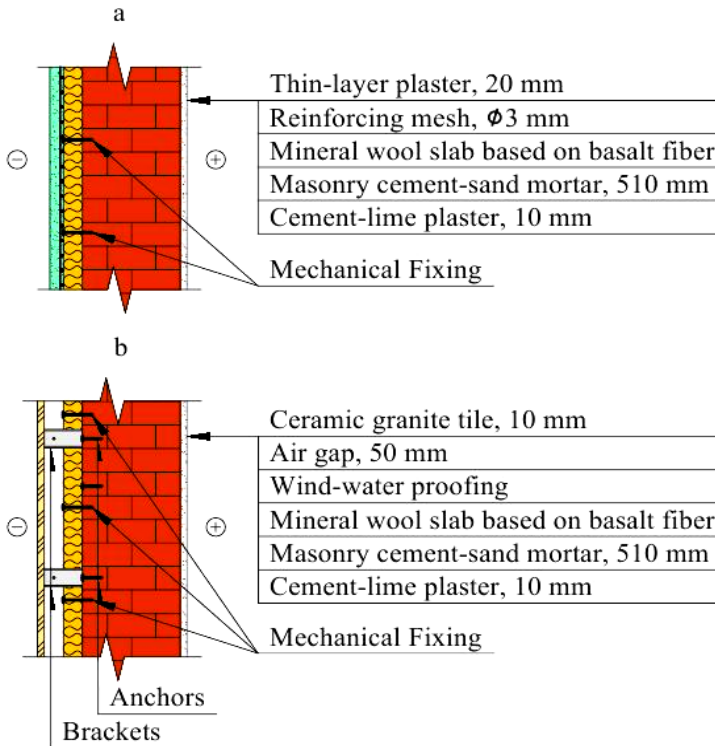 a
Thin-layer plaster, 20 mm
Reinforcing mesh, ϕ3 mm
Mineral wool slab based on basalt fiber
Masonry cement-sand mortar, 510 mm
Cement-lime plaster, 10 mm
Mechanical Fixing
− +
b
Ceramic granite tile, 10 mm
Air gap, 50 mm
Wind-water proofing
Mineral wool slab based on basalt fiber
Masonry cement-sand mortar, 510 mm
Cement-lime plaster, 10 mm
Mechanical Fixing
− +
Anchors
Brackets